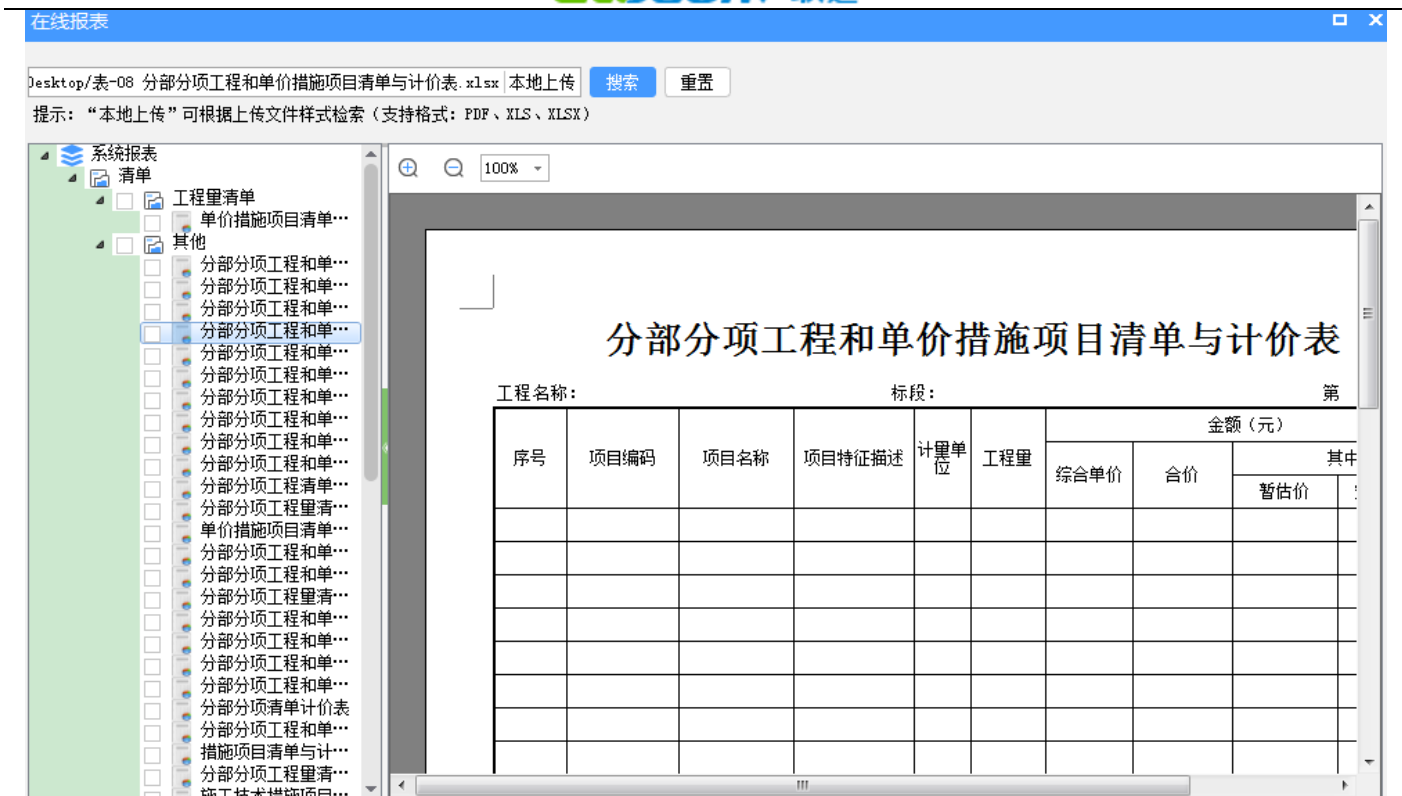 在线报表
Desktop/表-08 分部分项工程和单价措施项目清单与计价表.xlsx 本地上传 搜索 重置
提示：“本地上传”可根据上传文件样式检索（支持格式：PDF、XLS、XLSX）
系统报表
清单
工程量清单
单价措施项目清单…
其他
分部分项工程和单…
分部分项工程和单…
分部分项工程和单…
分部分项工程和单…
分部分项工程和单…
分部分项工程和单…
分部分项工程和单…
分部分项工程和单…
分部分项工程和单…
分部分项工程和单…
分部分项工程清单…
分部分项工程量清…
单价措施项目清单…
分部分项工程和单…
分部分项工程和单…
分部分项工程量清…
分部分项工程和单…
分部分项工程和单…
分部分项工程和单…
分部分项工程和单…
分部分项清单计价表
分部分项工程和单…
措施项目清单与计…
分部分项工程量清…
施工技术措施项目…
100%
分部分项工程和单价措施项目清单与计价表
工程名称： 标段： 第
序号 项目编码 项目名称 项目特征描述 计量单位 工程量 金额（元）
综合单价 合价 其中
暂估价